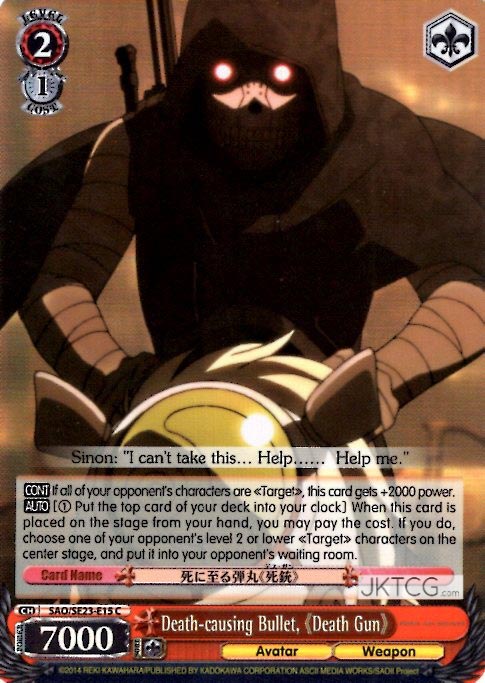 LEVEL
2
1
COST
Sinon: "I can't take this... Help...... Help me."
CONT If all of your opponent's characters are «Target», this card gets +2000 power.
AUTO [① Put the top card of your deck into your clock] When this card is
placed on the stage from your hand, you may pay the cost. If you do,
choose one of your opponent's level 2 or lower «Target» characters on the
center stage, and put it into your opponent's waiting room.
Card Name 死に至る弾丸《死銃》
JKTCG.com
CH SAO/SE23-E15 C
POWER 7000
Death-causing Bullet, 《Death Gun》
Avatar Weapon
©2014 REKI KAWAHARA/PUBLISHED BY KADOKAWA CORPORATION ASCII MEDIA WORKS/SAOII Project